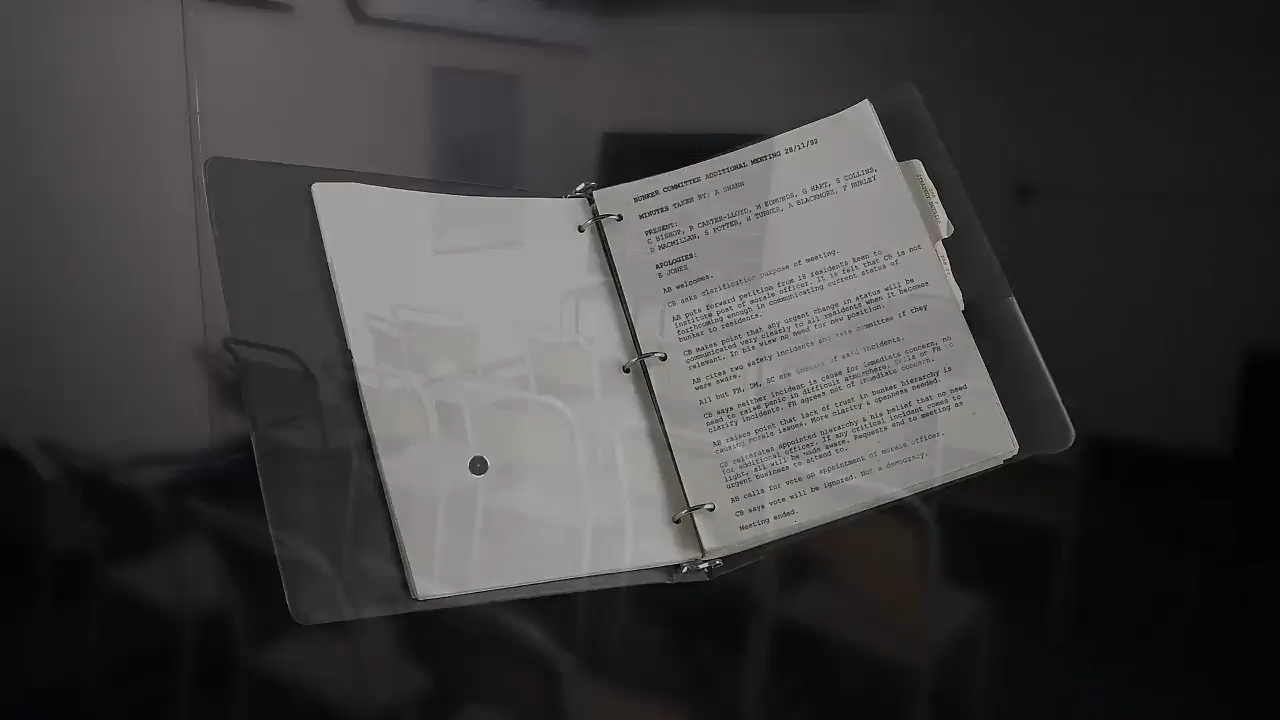 BUNKER COMMITTEE ADDITIONAL MEETING 28/11/92
MINUTES TAKEN BY: A SWANN
PRESENT:
C BISHOP, R CARTER-LLOYD, M EDMUNDS, G HART, S COLLINS,
D MACMILLAN, S POTTER, H TURNER, A BLACKMORE, F HURLEY
APOLOGIES:
S JONES
AB welcomes.
CB asks clarification purpose of meeting.
AB puts forward petition from 18 residents keen to
institute post of morale officer. It is felt that CB is not
forthcoming enough in communicating current status of
bunker to residents.
CB makes point that any urgent change in status will be
communicated very clearly to all residents when it becomes
relevant. In his view no need for new position.
AB cites two safety incidents and asks committee if they
were aware.
All but FH, DM, SC are unaware of said incidents.
CB says neither incident is cause for immediate concern, no
need to raise panic in difficult atmosphere. Calls on FH to
clarify incidents. FH agrees not of immediate concern.
AB raises point that lack of trust in bunker hierarchy is
causing morale issues. More clarity & openness needed.
CB reiterates appointed hierarchy & his belief that no need
for additional officer. If any critical incident comes to
light, all will be made aware. Requests end to meeting as
urgent business to attend to.
AB calls for vote on appointment of morale officer.
CB says vote will be ignored. Not a democracy.
Meeting ended.